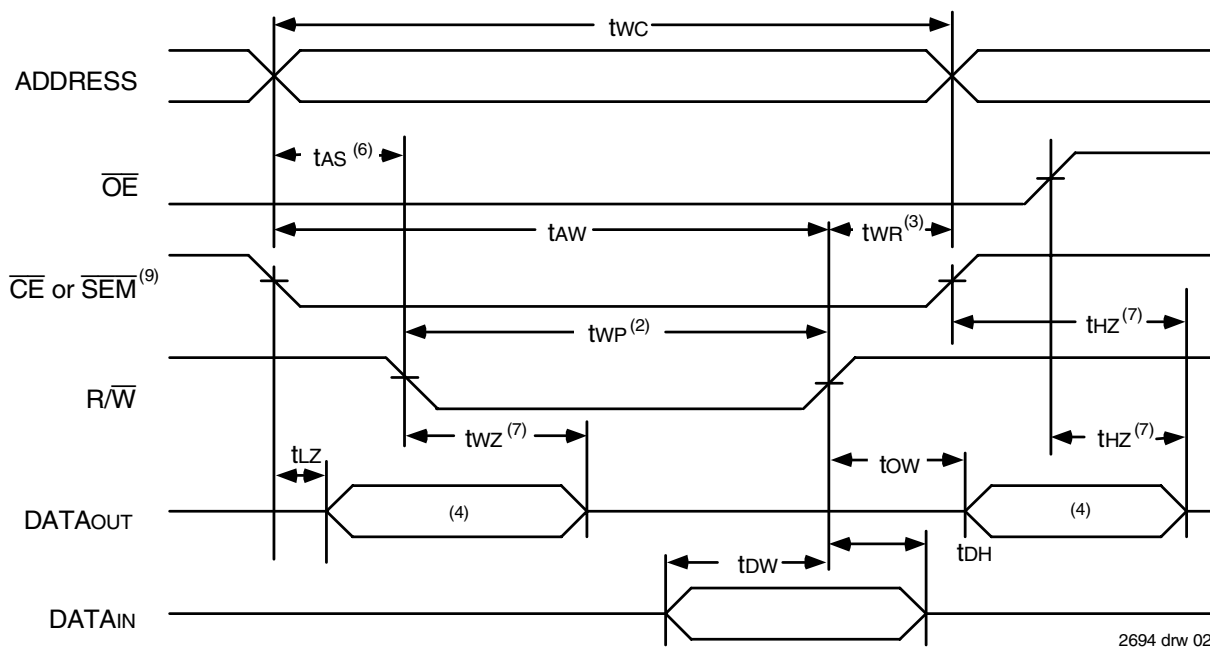 tWC
ADDRESS
tAS (6)
OE
tAW
tWR(3)
CE or SEM(9)
tWP(2)
tHZ(7)
R/W
tWZ(7)
tHZ(7)
tLZ
tOW
DATAOUT
(4)
(4)
tDW
tDH
DATAIN
2694 drw 02